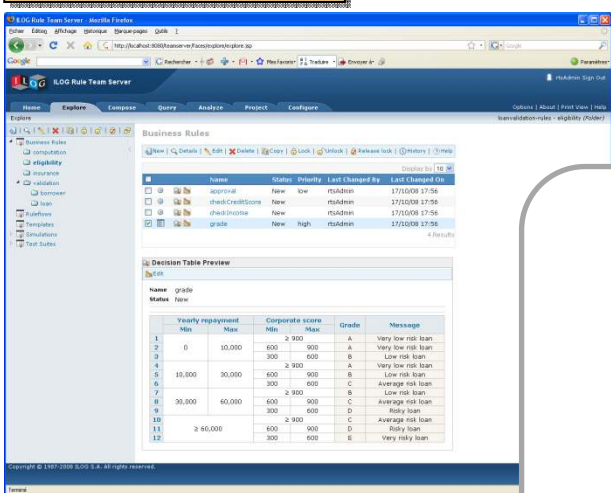 ILOG Rule Team Server - Mozilla Firefox
Fichier Edition Affichage Historique Marque-pages Outils ?
http://localhost:8080/teamserver/faces/explore/explore.jsp
Google
Google Rechercher Mes favoris Traduire Envoyer à Paramètres
ILOG ILOG Rule Team Server rtsAdmin Sign Out
Home Explore Compose Query Analyze Project Configure Options | About | Print View | Help
Explore loanvalidation-rules - eligibility (Folder)
Business Rules
computation
eligibility
insurance
validation
borrower
loan
Ruleflows
Templates
Simulations
Test Suites
Business Rules
New | Details | Edit | Delete | Copy | Lock | Unlock | Release lock | History | Help
Display by 10
Name Status Priority Last Changed By Last Changed On
approval New low rtsAdmin 17/10/08 17:56
checkCreditScore New rtsAdmin 17/10/08 17:56
checkIncome New rtsAdmin 17/10/08 17:56
grade New high rtsAdmin 17/10/08 17:56
4 Results
Decision Table Preview
Edit
Name grade
Status New
Yearly repayment Corporate score Grade Message
Min Max Min Max
1 0 10,000 ≥ 900 A Very low risk loan
2 600 900 A Very low risk loan
3 300 600 B Low risk loan
4 10,000 30,000 ≥ 900 A Very low risk loan
5 600 900 B Low risk loan
6 300 600 C Average risk loan
7 30,000 60,000 ≥ 900 B Low risk loan
8 600 900 C Average risk loan
9 300 600 D Risky loan
10 ≥ 60,000 ≥ 900 C Average risk loan
11 600 900 D Risky loan
12 300 600 E Very risky loan
Copyright © 1987-2008 ILOG S.A. All rights reserved.
Terminé